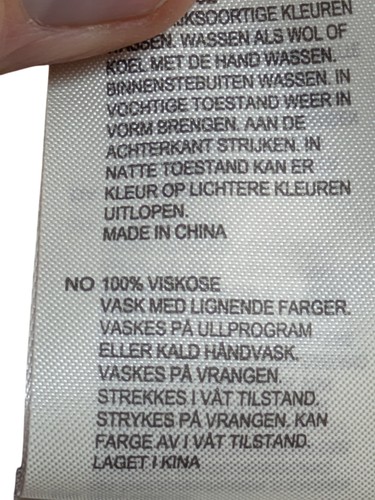 KLEUREN
WASSEN. WASSEN ALS WOL OF
KOEL MET DE HAND WASSEN.
BINNENSTEBUITEN WASSEN. IN
VOCHTIGE TOESTAND WEER IN
VORM BRENGEN. AAN DE
ACHTERKANT STRIJKEN. IN
NATTE TOESTAND KAN ER
KLEUR OP LICHTERE KLEUREN
UITLOPEN.
MADE IN CHINA
NO 100% VISKOSE
VASK MED LIGNENDE FARGER.
VASKES PÅ ULLPROGRAM
ELLER KALD HÅNDVASK.
VASKES PÅ VRANGEN.
STREKKES I VÅT TILSTAND.
STRYKES PÅ VRANGEN. KAN
FARGE AV I VÅT TILSTAND.
LAGET I KINA